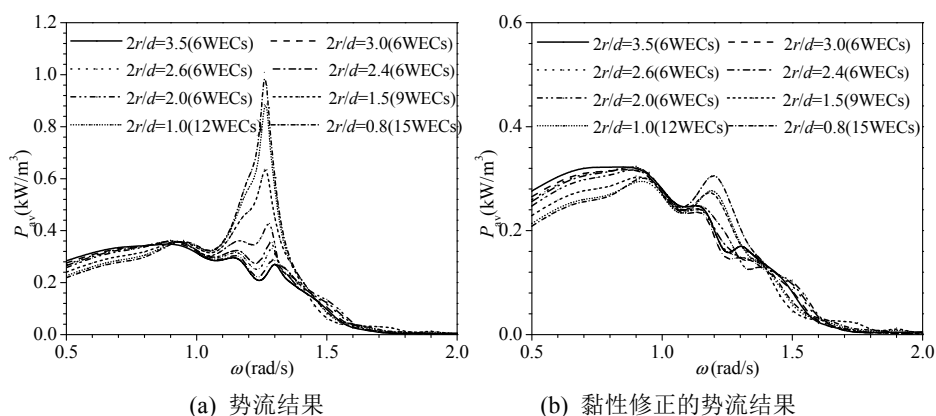 1.2
1.0
0.8
0.6
0.4
0.2
0.0
P_av(kW/m³)
2r/d=3.5(6WECs)
2r/d=3.0(6WECs)
2r/d=2.6(6WECs)
2r/d=2.4(6WECs)
2r/d=2.0(6WECs)
2r/d=1.5(9WECs)
2r/d=1.0(12WECs)
2r/d=0.8(15WECs)
0.5 1.0 1.5 2.0
ω(rad/s)
(a) 势流结果
0.6
0.4
0.2
0.0
P_av(kW/m³)
2r/d=3.5(6WECs)
2r/d=3.0(6WECs)
2r/d=2.6(6WECs)
2r/d=2.4(6WECs)
2r/d=2.0(6WECs)
2r/d=1.5(9WECs)
2r/d=1.0(12WECs)
2r/d=0.8(15WECs)
0.5 1.0 1.5 2.0
ω(rad/s)
(b) 黏性修正的势流结果